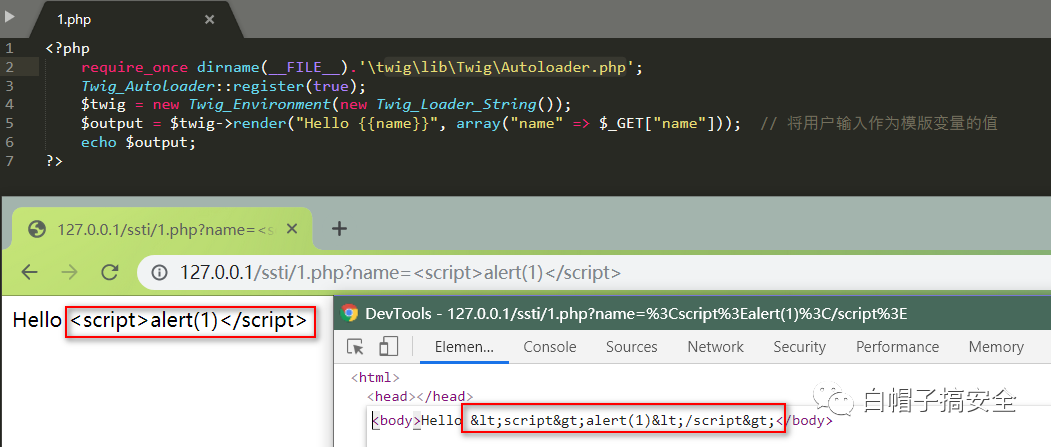 1.php ×
1 <?php
2 require_once dirname(__FILE__).'\twig\lib\Twig\Autoloader.php';
3 Twig_Autoloader::register(true);
4 $twig = new Twig_Environment(new Twig_Loader_String());
5 $output = $twig->render("Hello {{name}}", array("name" => $_GET["name"])); // 将用户输入作为模版变量的值
6 echo $output;
7 ?>
127.0.0.1/ssti/1.php?name=<s × +
127.0.0.1/ssti/1.php?name=<script>alert(1)</script>
Hello <script>alert(1)</script>
DevTools - 127.0.0.1/ssti/1.php?name=%3Cscript%3Ealert(1)%3C/script%3E
Elemen... Console Sources Network Security Performance Memory
<html>
<head></head>
<body>Hello &lt;script&gt;alert(1)&lt;/script&gt;</body>
白帽子搞安全